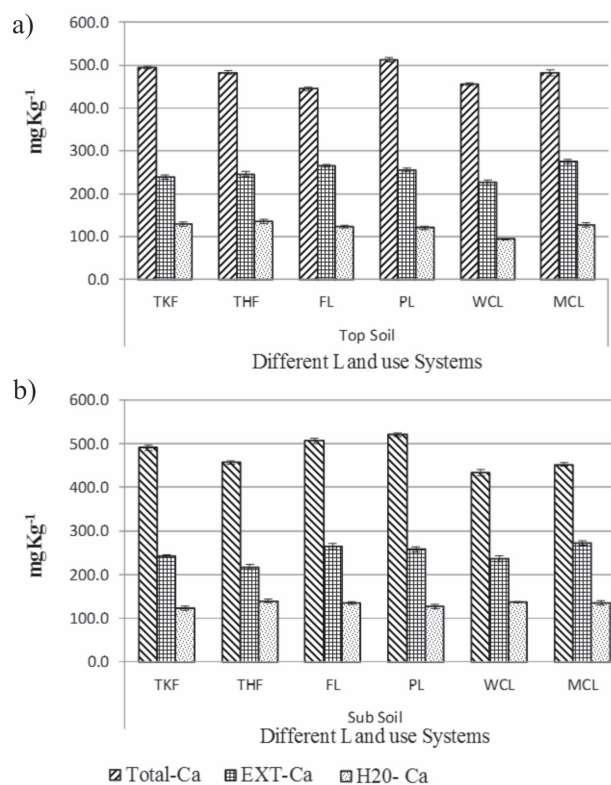 a)
600.0
500.0
400.0
300.0
200.0
100.0
0.0
mgKg-1
TKF THF FL PL WCL MCL
Top Soil
Different L and use Systems
b)
600.0
500.0
400.0
300.0
200.0
100.0
0.0
mgKg-1
TKF THF FL PL WCL MCL
Sub Soil
Different L and use Systems
Total-Ca EXT-Ca H20- Ca